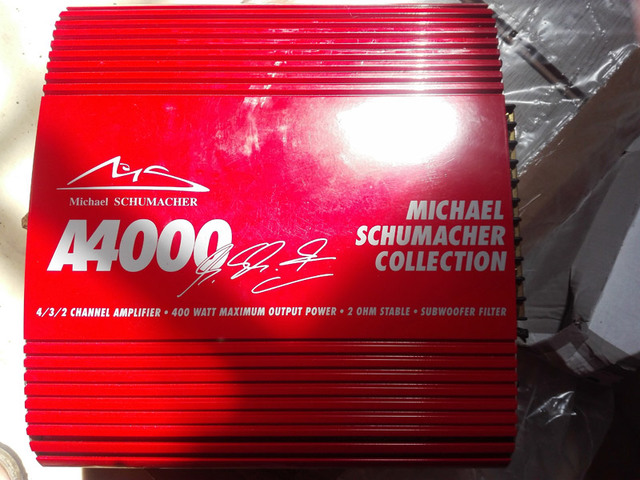 Michael SCHUMACHER
A4000
MICHAEL
SCHUMACHER
COLLECTION
4/3/2 CHANNEL AMPLIFIER • 400 WATT MAXIMUM OUTPUT POWER • 2 OHM STABLE • SUBWOOFER FILTER